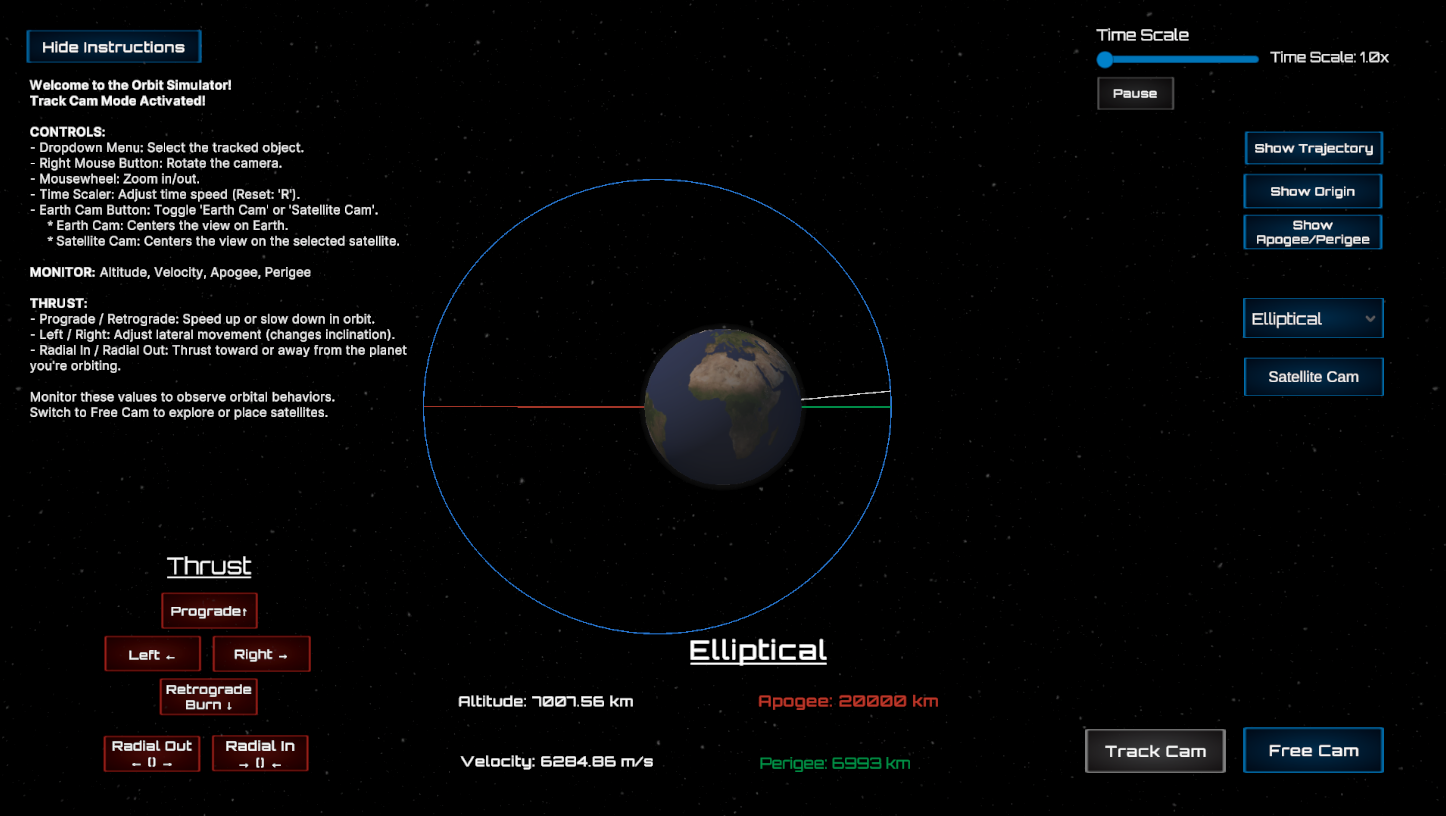 Hide Instructions
Welcome to the Orbit Simulator!
Track Cam Mode Activated!
CONTROLS:
- Dropdown Menu: Select the tracked object.
- Right Mouse Button: Rotate the camera.
- Mousewheel: Zoom in/out.
- Time Scaler: Adjust time speed (Reset: 'R').
- Earth Cam Button: Toggle 'Earth Cam' or 'Satellite Cam'.
* Earth Cam: Centers the view on Earth.
* Satellite Cam: Centers the view on the selected satellite.
MONITOR: Altitude, Velocity, Apogee, Perigee
THRUST:
- Prograde / Retrograde: Speed up or slow down in orbit.
- Left / Right: Adjust lateral movement (changes inclination).
- Radial In / Radial Out: Thrust toward or away from the planet
you're orbiting.
Monitor these values to observe orbital behaviors.
Switch to Free Cam to explore or place satellites.
Time Scale
Time Scale: 1.0x
Pause
Show Trajectory
Show Origin
Show
Apogee/Perigee
Elliptical
Satellite Cam
Thrust
Prograde↑
Left ←
Right →
Retrograde
Burn ↓
Radial Out
← () →
Radial In
→ () ←
Elliptical
Altitude: 7007.56 km
Apogee: 20000 km
Velocity: 6284.86 m/s
Perigee: 6993 km
Track Cam
Free Cam